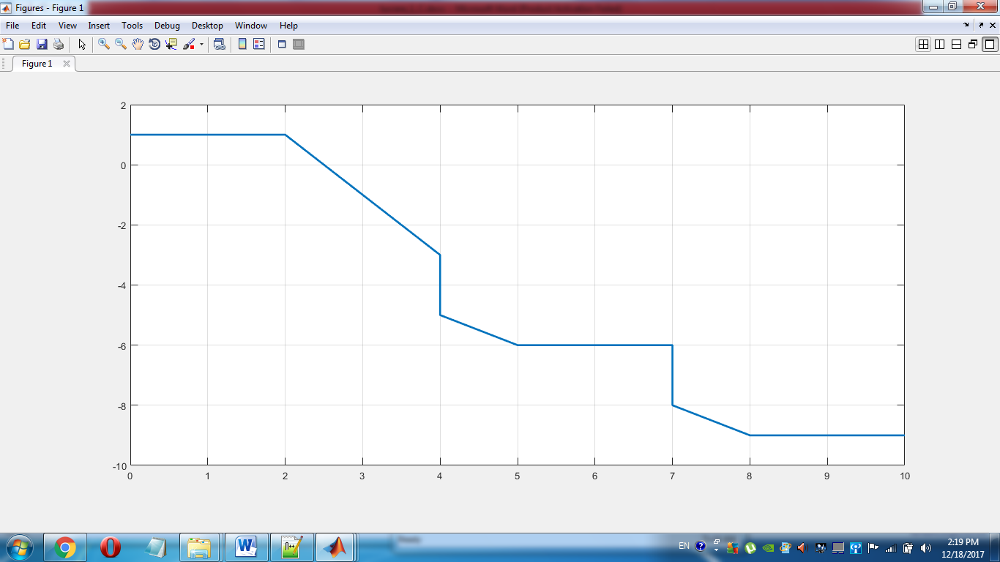 Figures - Figure 1
File Edit View Insert Tools Debug Desktop Window Help
Figure 1
2
0
-2
-4
-6
-8
-10
0 1 2 3 4 5 6 7 8 9 10
EN
2:19 PM
12/18/2017